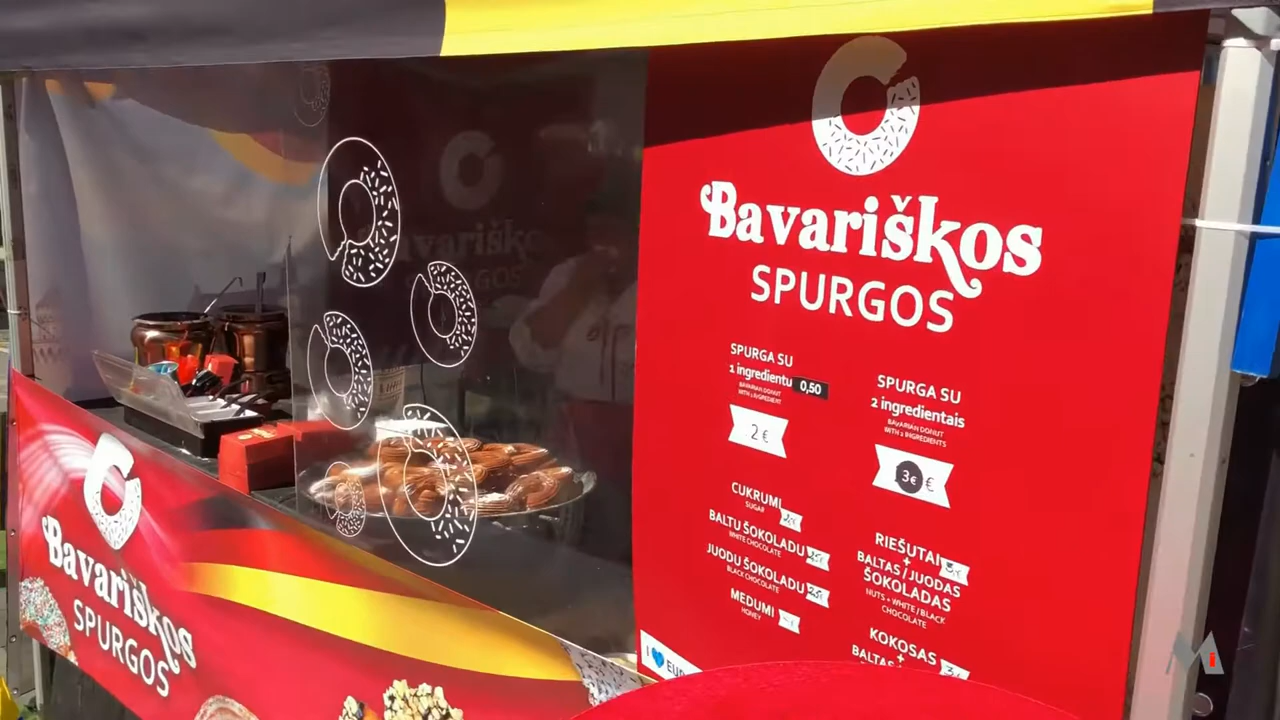 Bavariškos
SPURGOS
SPURGA SU
1 ingredientu 0,50
BAVARIAN DONUT
WITH 1 INGREDIENT
2 €
SPURGA SU
2 ingredientais
BAVARIAN DONUT
WITH 2 INGREDIENTS
3€ €
CUKRUMI
SUGAR
BALTU ŠOKOLADU
WHITE CHOCOLATE
JUODU ŠOKOLADU
BLACK CHOCOLATE
MEDUMI
HONEY
RIEŠUTAI
+
BALTAS / JUODAS
ŠOKOLADAS
NUTS + WHITE / BLACK
CHOCOLATE
KOKOSAS
+
I
Bavariškos
SPURGOS